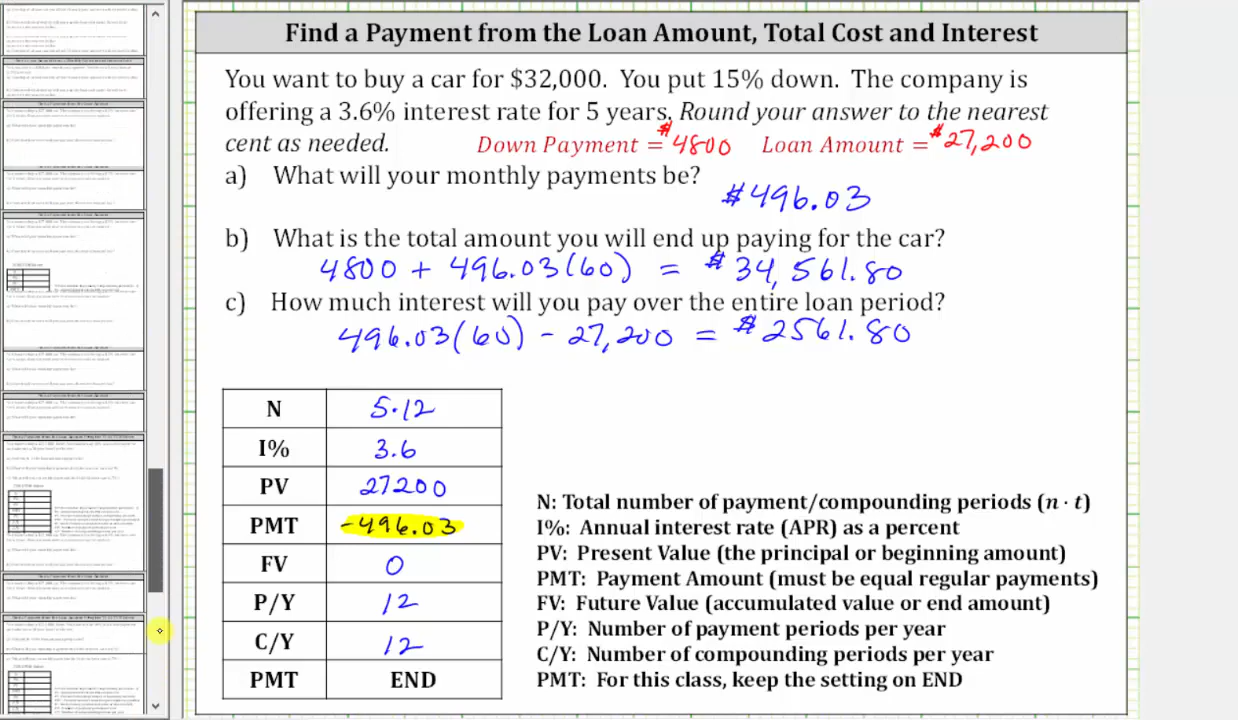 Find a Payment from the Loan Amount, Total Cost and Interest
You want to buy a car for $32,000. You put 15% down. The company is
offering a 3.6% interest rate for 5 years. Round your answer to the nearest
cent as needed. Down Payment = $4800 Loan Amount = $27,200
a) What will your monthly payments be?
$496.03
b) What is the total amount you will end up paying for the car?
4800 + 496.03(60) = $34,561.80
c) How much interest will you pay over the entire loan period?
496.03(60) - 27,200 = $2561.80
N 5·12
I% 3.6
PV 27200
PMT -496.03
FV 0
P/Y 12
C/Y 12
PMT END
N: Total number of payment/compounding periods (n · t)
I%: Annual interest rate (APR) as a percent
PV: Present Value (the principal or beginning amount)
PMT: Payment Amount (must be equal regular payments)
FV: Future Value (accumulated value or end amount)
P/Y: Number of payment periods per year
C/Y: Number of compounding periods per year
PMT: For this class, keep the setting on END